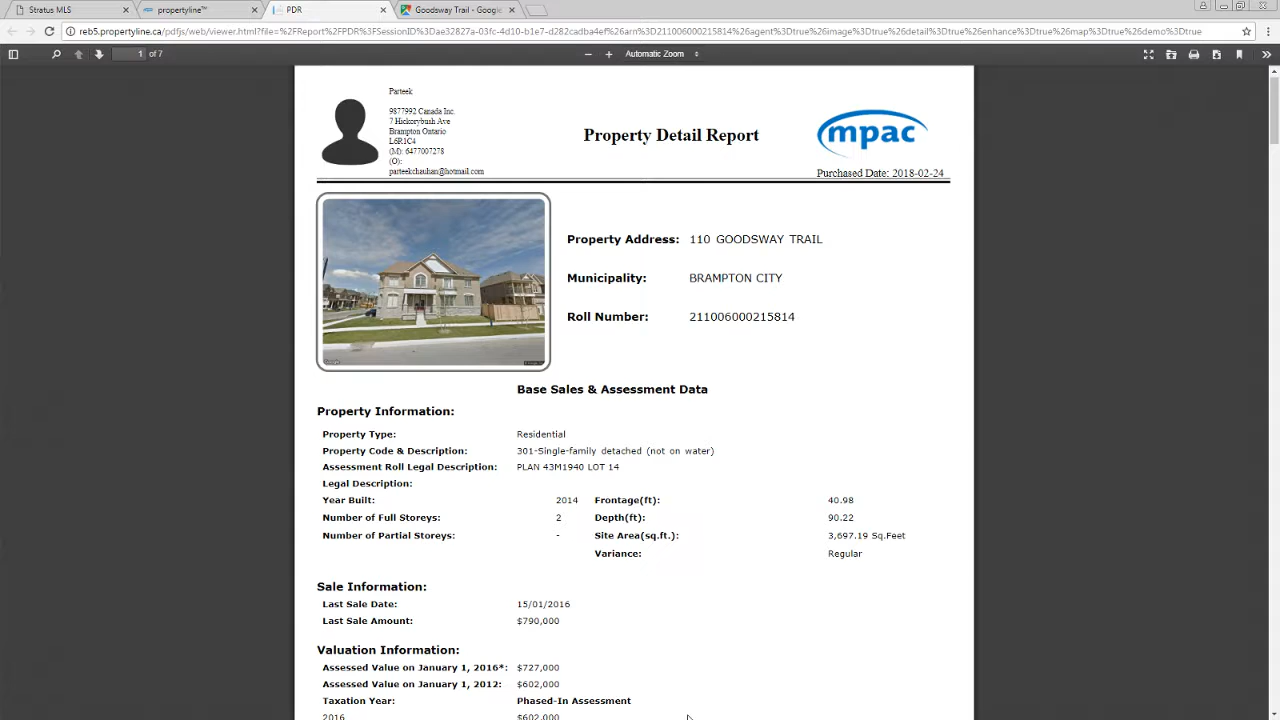 Stratus MLS
propertyline™
PDR
Goodsway Trail - Google
reb5.propertyline.ca/pdfjs/web/viewer.html?file=%2FReport%2FPDR%3FSessionID%3Dae32827a-03fc-4d10-b1e7-d282cadba4ef%26arn%3D211006000215814%26agent%3Dtrue%26image%3Dtrue%26detail%3Dtrue%26enhance%3Dtrue%26map%3Dtrue%26demo%3Dtrue
1 of 7
Automatic Zoom
Parteek
9877992 Canada Inc.
7 Hickorybush Ave
Brampton Ontario
L6R1C4
(M): 6477007278
(O):
parteekchauhan@hotmail.com
Property Detail Report
mpac
Purchased Date: 2018-02-24
Property Address: 110 GOODSWAY TRAIL
Municipality: BRAMPTON CITY
Roll Number: 211006000215814
Base Sales & Assessment Data
Property Information:
Property Type: Residential
Property Code & Description: 301-Single-family detached (not on water)
Assessment Roll Legal Description: PLAN 43M1940 LOT 14
Legal Description:
Year Built: 2014 Frontage(ft): 40.98
Number of Full Storeys: 2 Depth(ft): 90.22
Number of Partial Storeys: - Site Area(sq.ft.): 3,697.19 Sq.Feet
Variance: Regular
Sale Information:
Last Sale Date: 15/01/2016
Last Sale Amount: $790,000
Valuation Information:
Assessed Value on January 1, 2016*: $727,000
Assessed Value on January 1, 2012: $602,000
Taxation Year: Phased-In Assessment
2016 $602,000